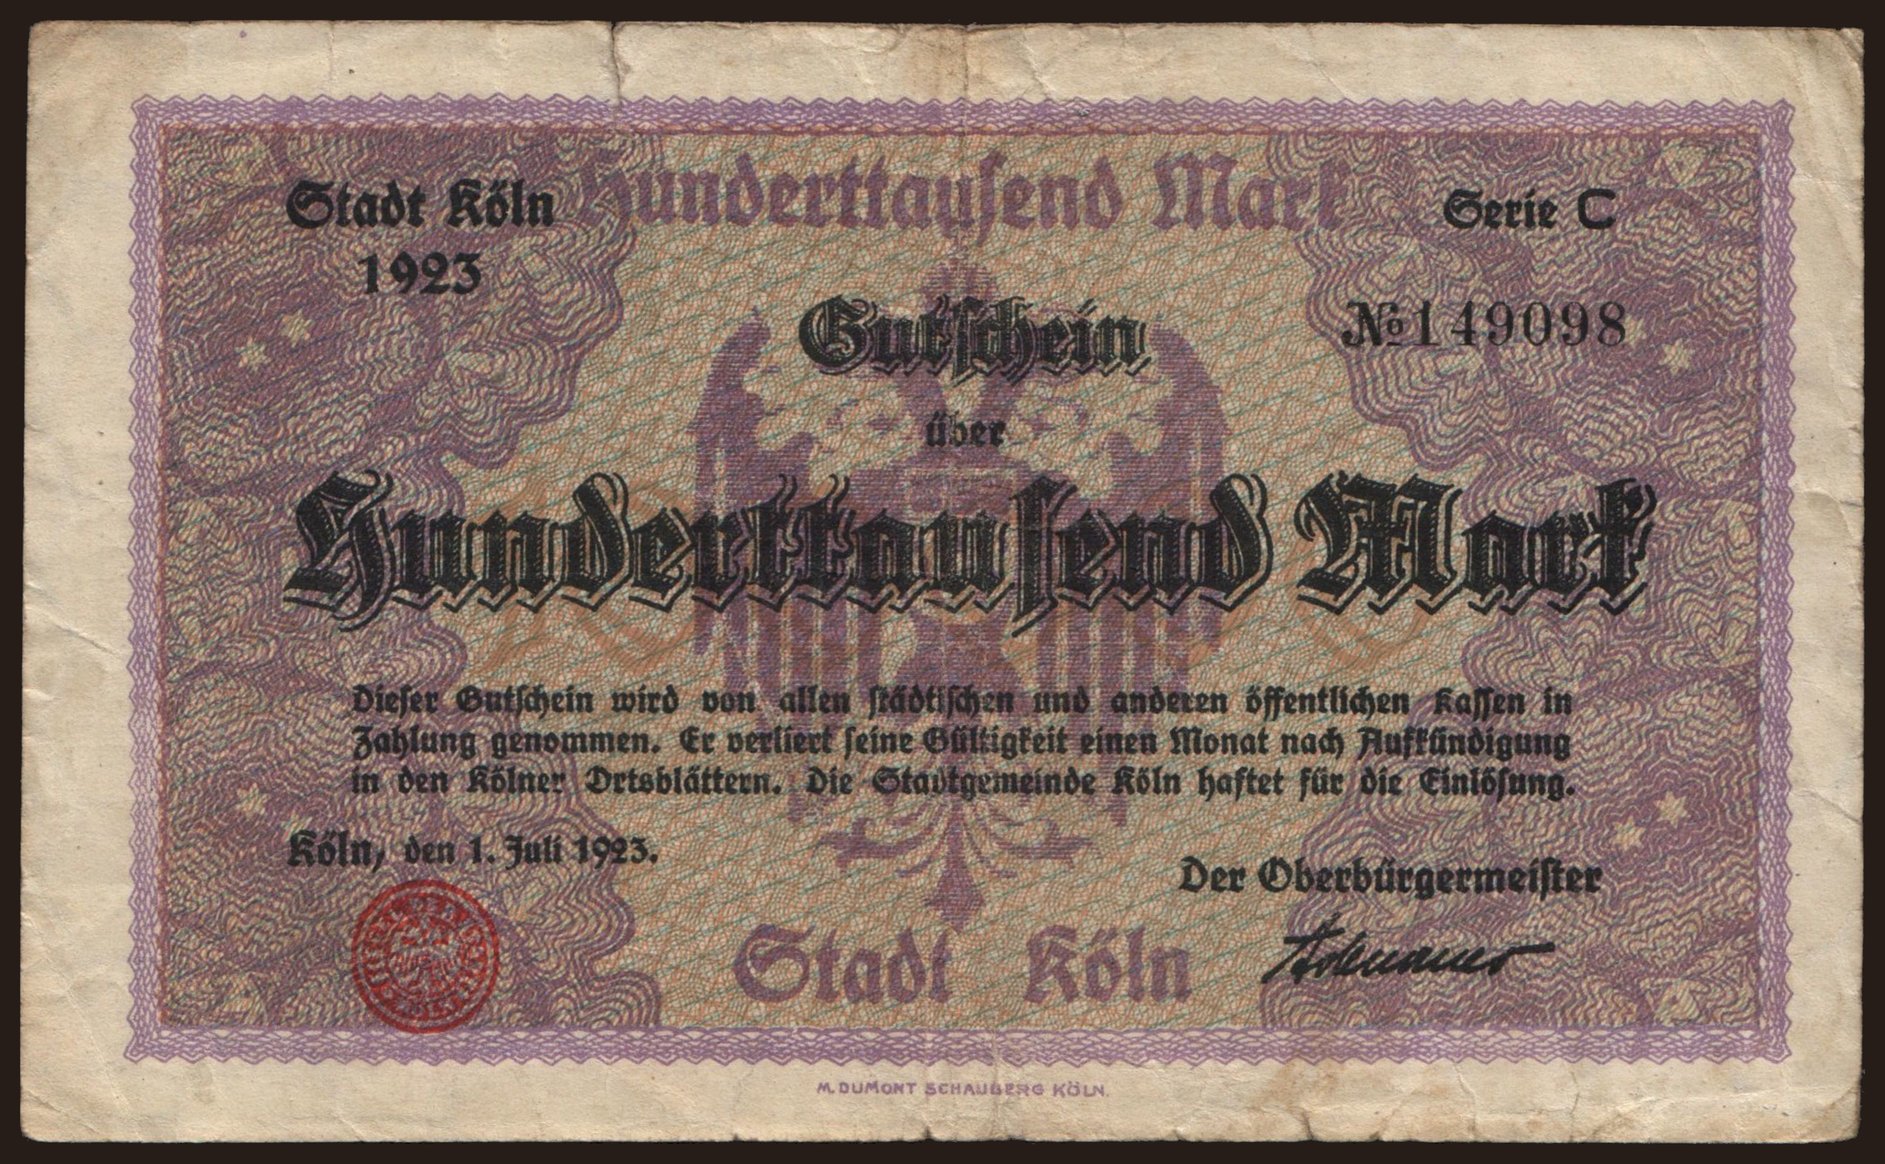 Hunderttausend Mark
Stadt Köln
1923
Serie C
№ 149098
Gutschein
über
Hunderttausend Mark
Dieser Gutschein wird von allen städtischen und anderen öffentlichen Kassen in
Zahlung genommen. Er verliert seine Gültigkeit einen Monat nach Aufkündigung
in den Kölner Ortsblättern. Die Stadtgemeinde Köln haftet für die Einlösung.
Köln, den 1. Juli 1923.
Der Oberbürgermeister
Stadt Köln
M. DUMONT SCHAUBERG KÖLN.